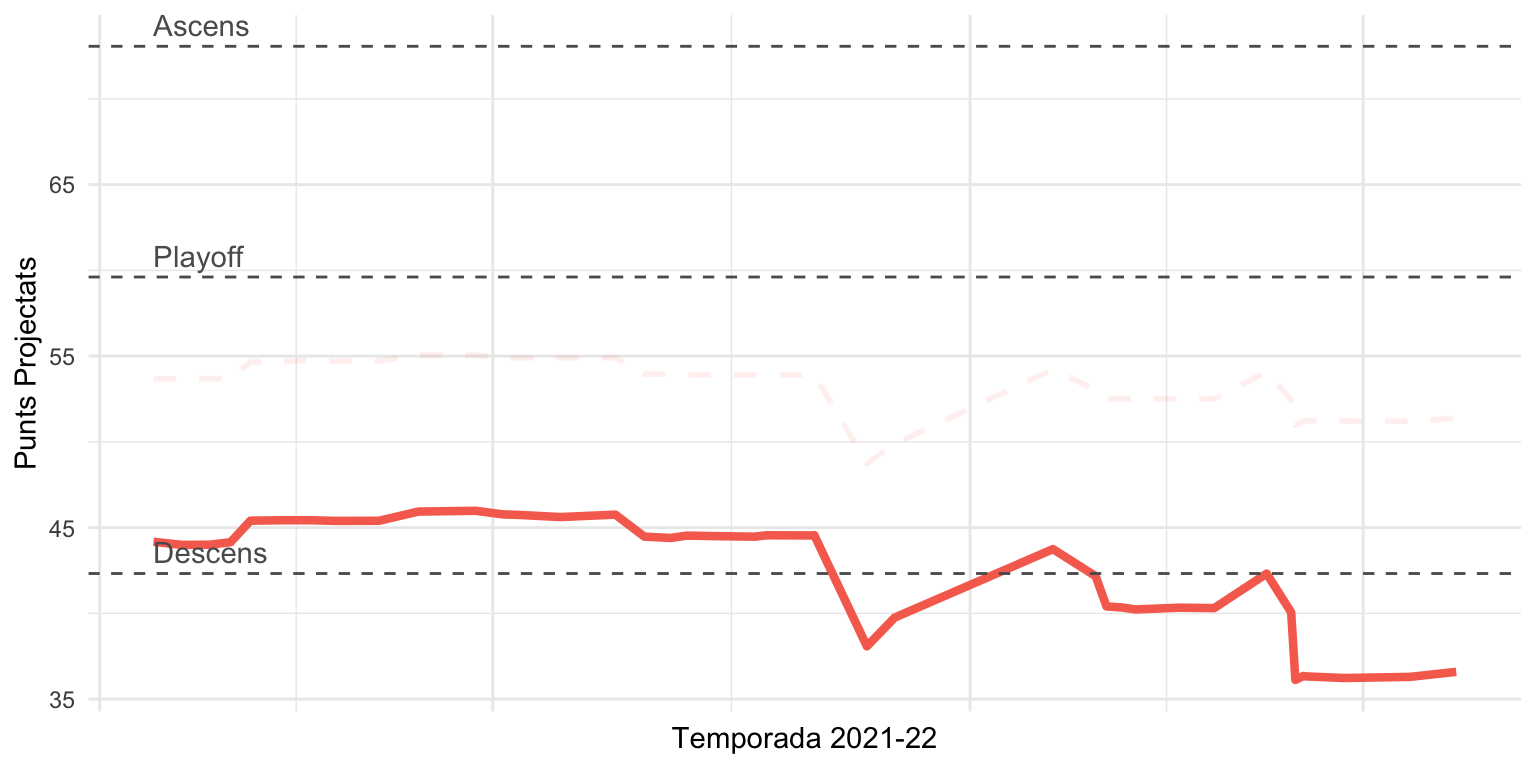 Ascens
65
Playoff
Punts Projectats
55
45
Descens
35
Temporada 2021-22